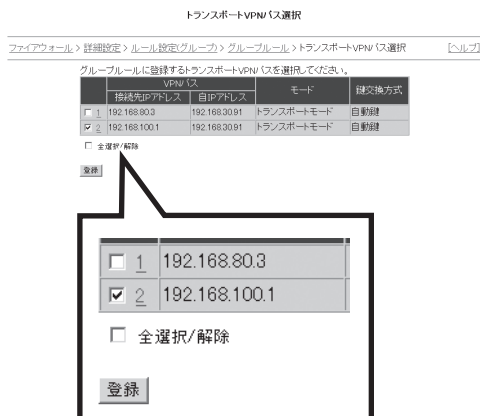 トランスポートVPNパス選択
ファイアウォール > 詳細設定 > ルール設定(グループ) > グループルール > トランスポートVPNパス選択 [ヘルプ]
グループルールに登録するトランスポートVPNパスを選択してください。
VPNパス モード 鍵交換方式
接続先IPアドレス 自IPアドレス
1 192.168.80.3 192.168.30.91 トランスポートモード 自動鍵
2 192.168.100.1 192.168.30.91 トランスポートモード 自動鍵
全選択/解除
登録
1 192.168.80.3
2 192.168.100.1
全選択/解除
登録